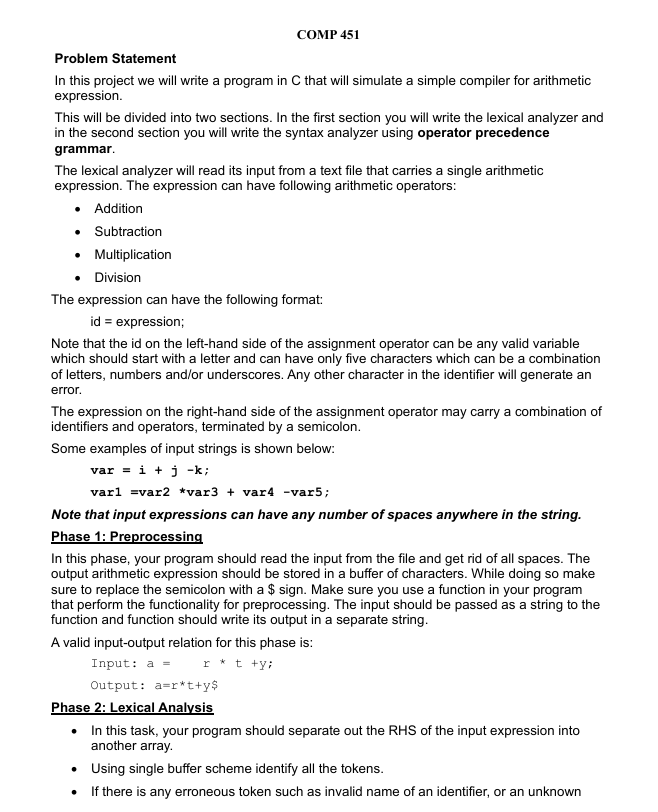 COMP 451
Problem Statement
In this project we will write a program in C that will simulate a simple compiler for arithmetic
expression.
This will be divided into two sections. In the first section you will write the lexical analyzer and
in the second section you will write the syntax analyzer using operator precedence
grammar.
The lexical analyzer will read its input from a text file that carries a single arithmetic
expression. The expression can have following arithmetic operators:
• Addition
• Subtraction
• Multiplication
• Division
The expression can have the following format:
id = expression;
Note that the id on the left-hand side of the assignment operator can be any valid variable
which should start with a letter and can have only five characters which can be a combination
of letters, numbers and/or underscores. Any other character in the identifier will generate an
error.
The expression on the right-hand side of the assignment operator may carry a combination of
identifiers and operators, terminated by a semicolon.
Some examples of input strings is shown below:
var = i + j -k;
var1 =var2 *var3 + var4 -var5;
Note that input expressions can have any number of spaces anywhere in the string.
Phase 1: Preprocessing
In this phase, your program should read the input from the file and get rid of all spaces. The
output arithmetic expression should be stored in a buffer of characters. While doing so make
sure to replace the semicolon with a $ sign. Make sure you use a function in your program
that perform the functionality for preprocessing. The input should be passed as a string to the
function and function should write its output in a separate string.
A valid input-output relation for this phase is:
Input: a =    r * t +y;
Output: a=r*t+y$
Phase 2: Lexical Analysis
• In this task, your program should separate out the RHS of the input expression into
another array.
• Using single buffer scheme identify all the tokens.
• If there is any erroneous token such as invalid name of an identifier, or an unknown